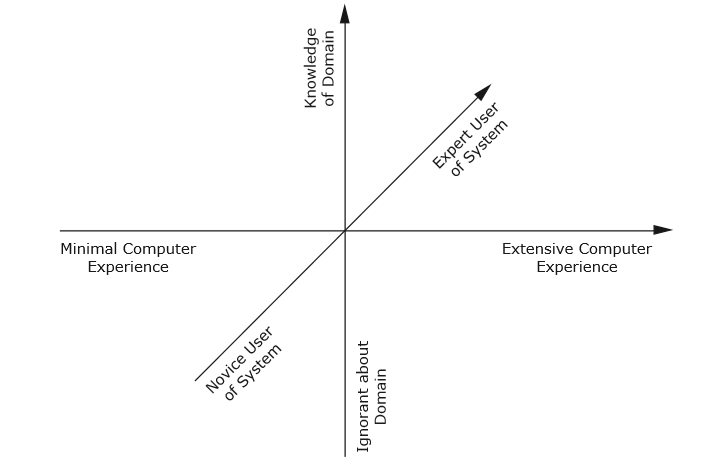 Knowledge
of Domain
Expert User
of System
Minimal Computer
Experience
Extensive Computer
Experience
Novice User
of System
Ignorant about
Domain